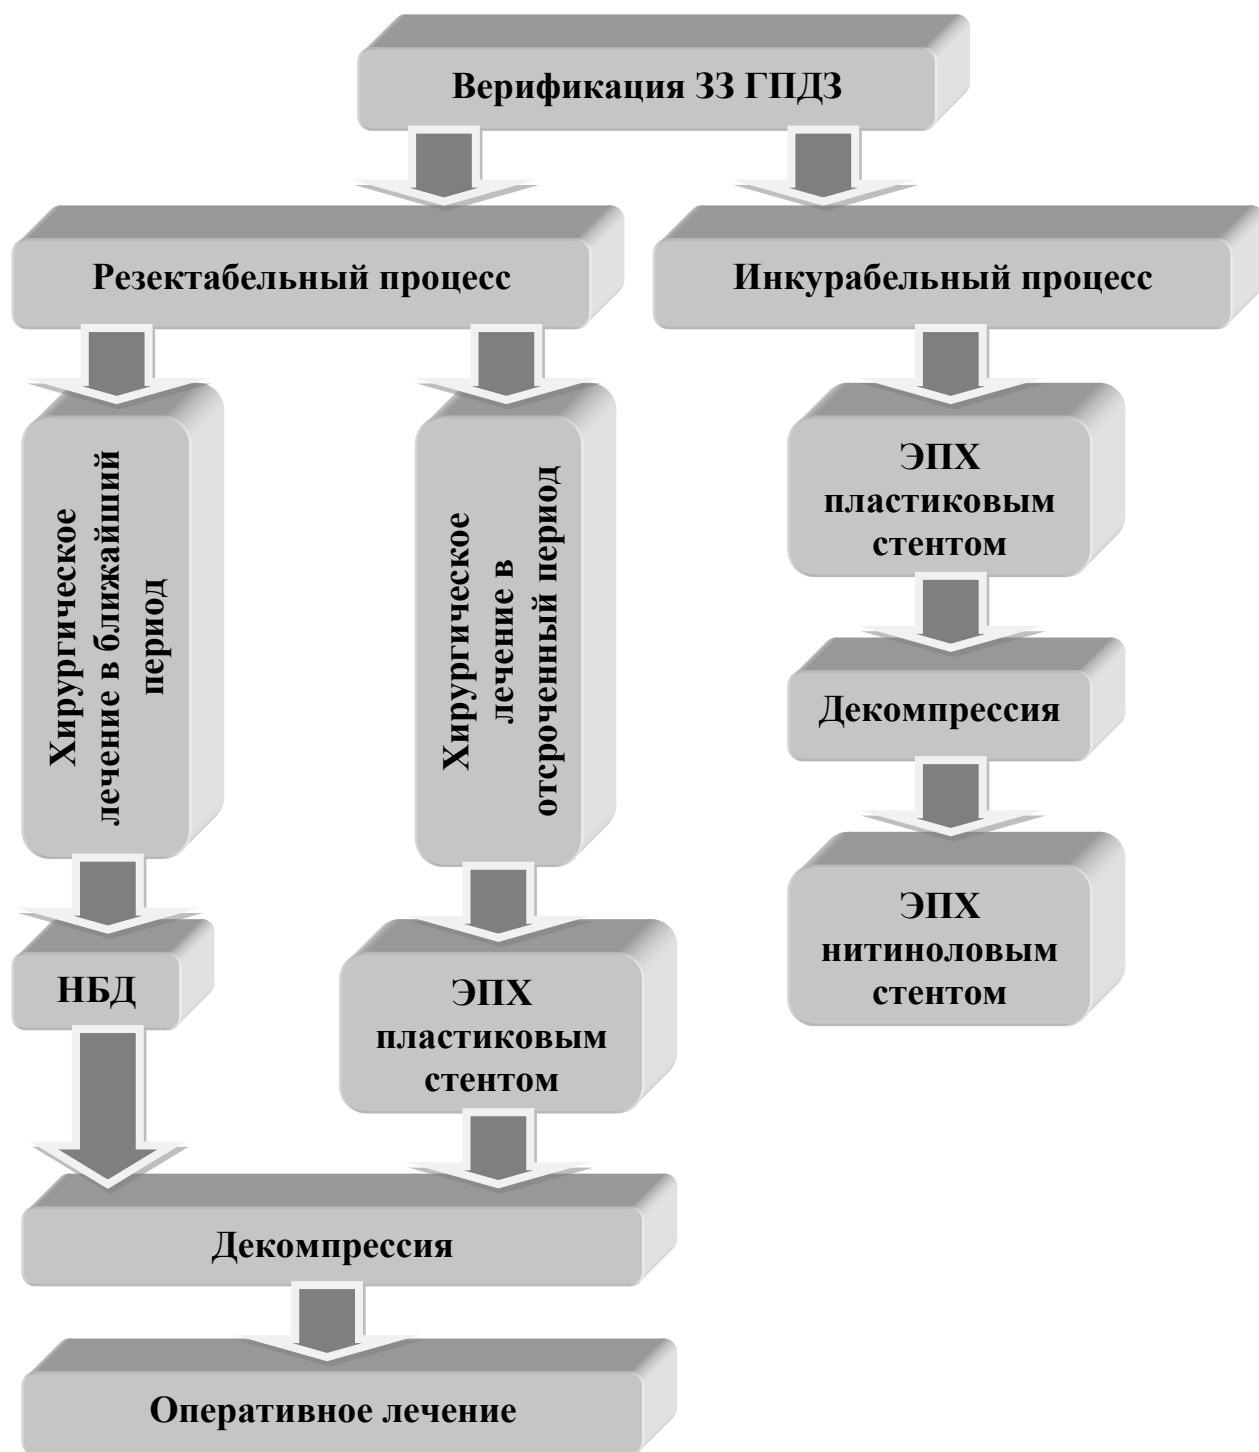 Верификация ЗЗ ГПДЗ
Резектабельный процесс
Инкурабельный процесс
Хирургическое
лечение в ближайший
период
Хирургическое
лечение в
отсроченный период
ЭПХ
пластиковым
стентом
Декомпрессия
ЭПХ
нитиноловым
стентом
НБД
ЭПХ
пластиковым
стентом
Декомпрессия
Оперативное лечение